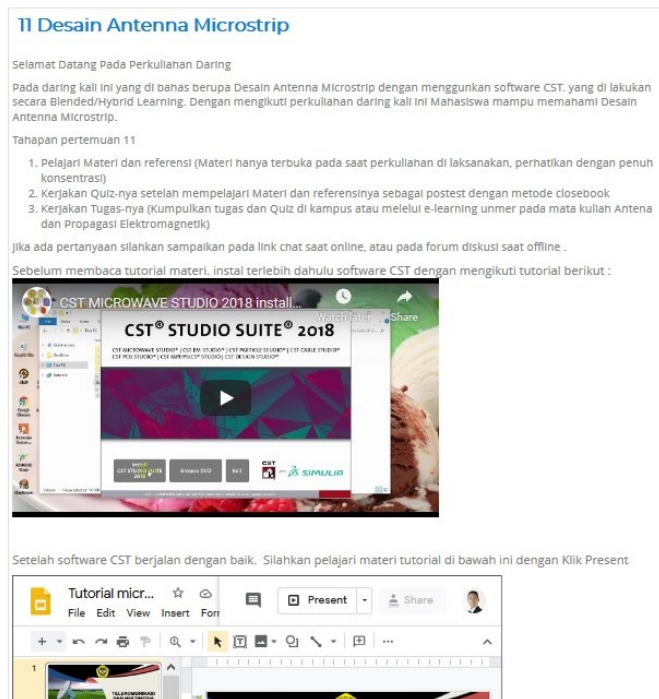 11 Desain Antenna Microstrip
Selamat Datang Pada Perkuliahan Daring
Pada daring kali ini yang di bahas berupa Desain Antenna Microstrip dengan menggunkan software CST. yang di lakukan
secara Blended/Hybrid Learning. Dengan mengikuti perkuliahan daring kali ini Mahasiswa mampu memahami Desain
Antenna Microstrip.
Tahapan pertemuan 11
1. Pelajari Materi dan referensi (Materi hanya terbuka pada saat perkuliahan di laksanakan, perhatikan dengan penuh
konsentrasi)
2. Kerjakan Quiz-nya setelah mempelajari Materi dan referensinya sebagai postest dengan metode closebook
3. Kerjakan Tugas-nya (Kumpulkan tugas dan Quiz di kampus atau melelui e-learning unmer pada mata kuliah Antena
dan Propagasi Elektromagnetik)
Jika ada pertanyaan silahkan sampaikan pada link chat saat online, atau pada forum diskusi saat offline .
Sebelum membaca tutorial materi. instal terlebih dahulu software CST dengan mengikuti tutorial berikut :
CST MICROWAVE STUDIO 2018 install...
Watch later
Share
CST® STUDIO SUITE® 2018
CST MICROWAVE STUDIO® | CST EM STUDIO® | CST PARTICLE STUDIO® | CST CABLE STUDIO®
CST PCB STUDIO® | CST MPHYSICS® STUDIO | CST DESIGN STUDIO™
Install
CST STUDIO SUITE
2018
Browse DVD
Exit
CST
SIMULIA
Setelah software CST berjalan dengan baik. Silahkan pelajari materi tutorial di bawah ini dengan Klik Present
Tutorial micr...
Present
Share
File Edit View Insert Forr
1
TELEKOMUNIKASI